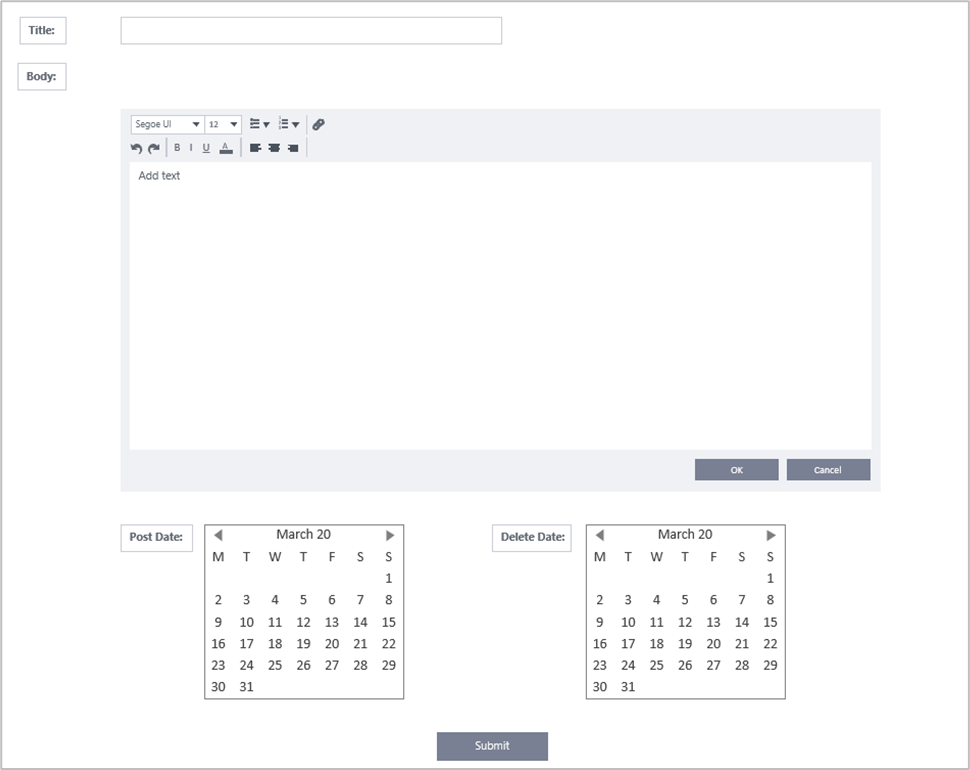 Title:
Body:
Segoe UI 12
B I U A
Add text
OK Cancel
Post Date: March 20 Delete Date: March 20
M T W T F S S M T W T F S S
1 1
2 3 4 5 6 7 8 2 3 4 5 6 7 8
9 10 11 12 13 14 15 9 10 11 12 13 14 15
16 17 18 19 20 21 22 16 17 18 19 20 21 22
23 24 25 26 27 28 29 23 24 25 26 27 28 29
30 31 30 31
Submit